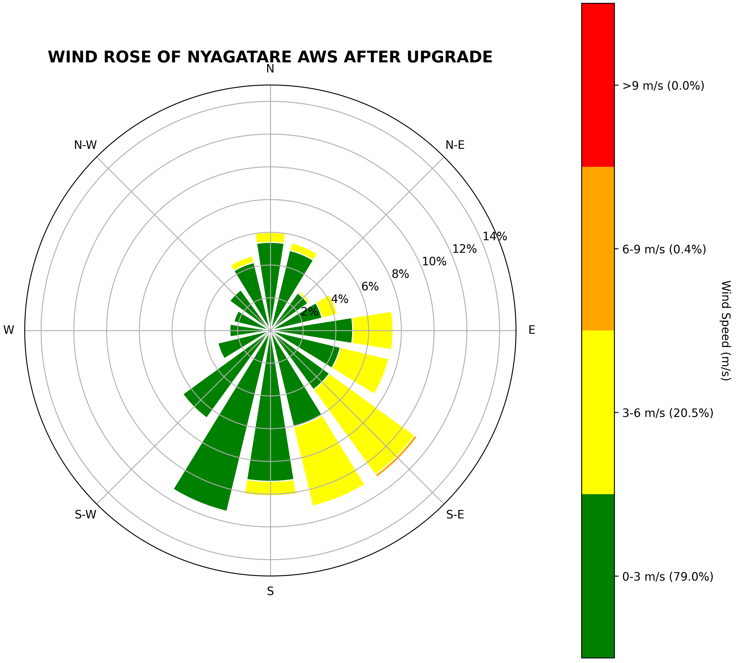 WIND ROSE OF NYAGATARE AWS AFTER UPGRADE
N
N-W
N-E
14%
12%
10%
8%
6%
4%
2%
W
E
S-W
S-E
S
>9 m/s (0.0%)
6-9 m/s (0.4%)
3-6 m/s (20.5%)
0-3 m/s (79.0%)
Wind Speed (m/s)